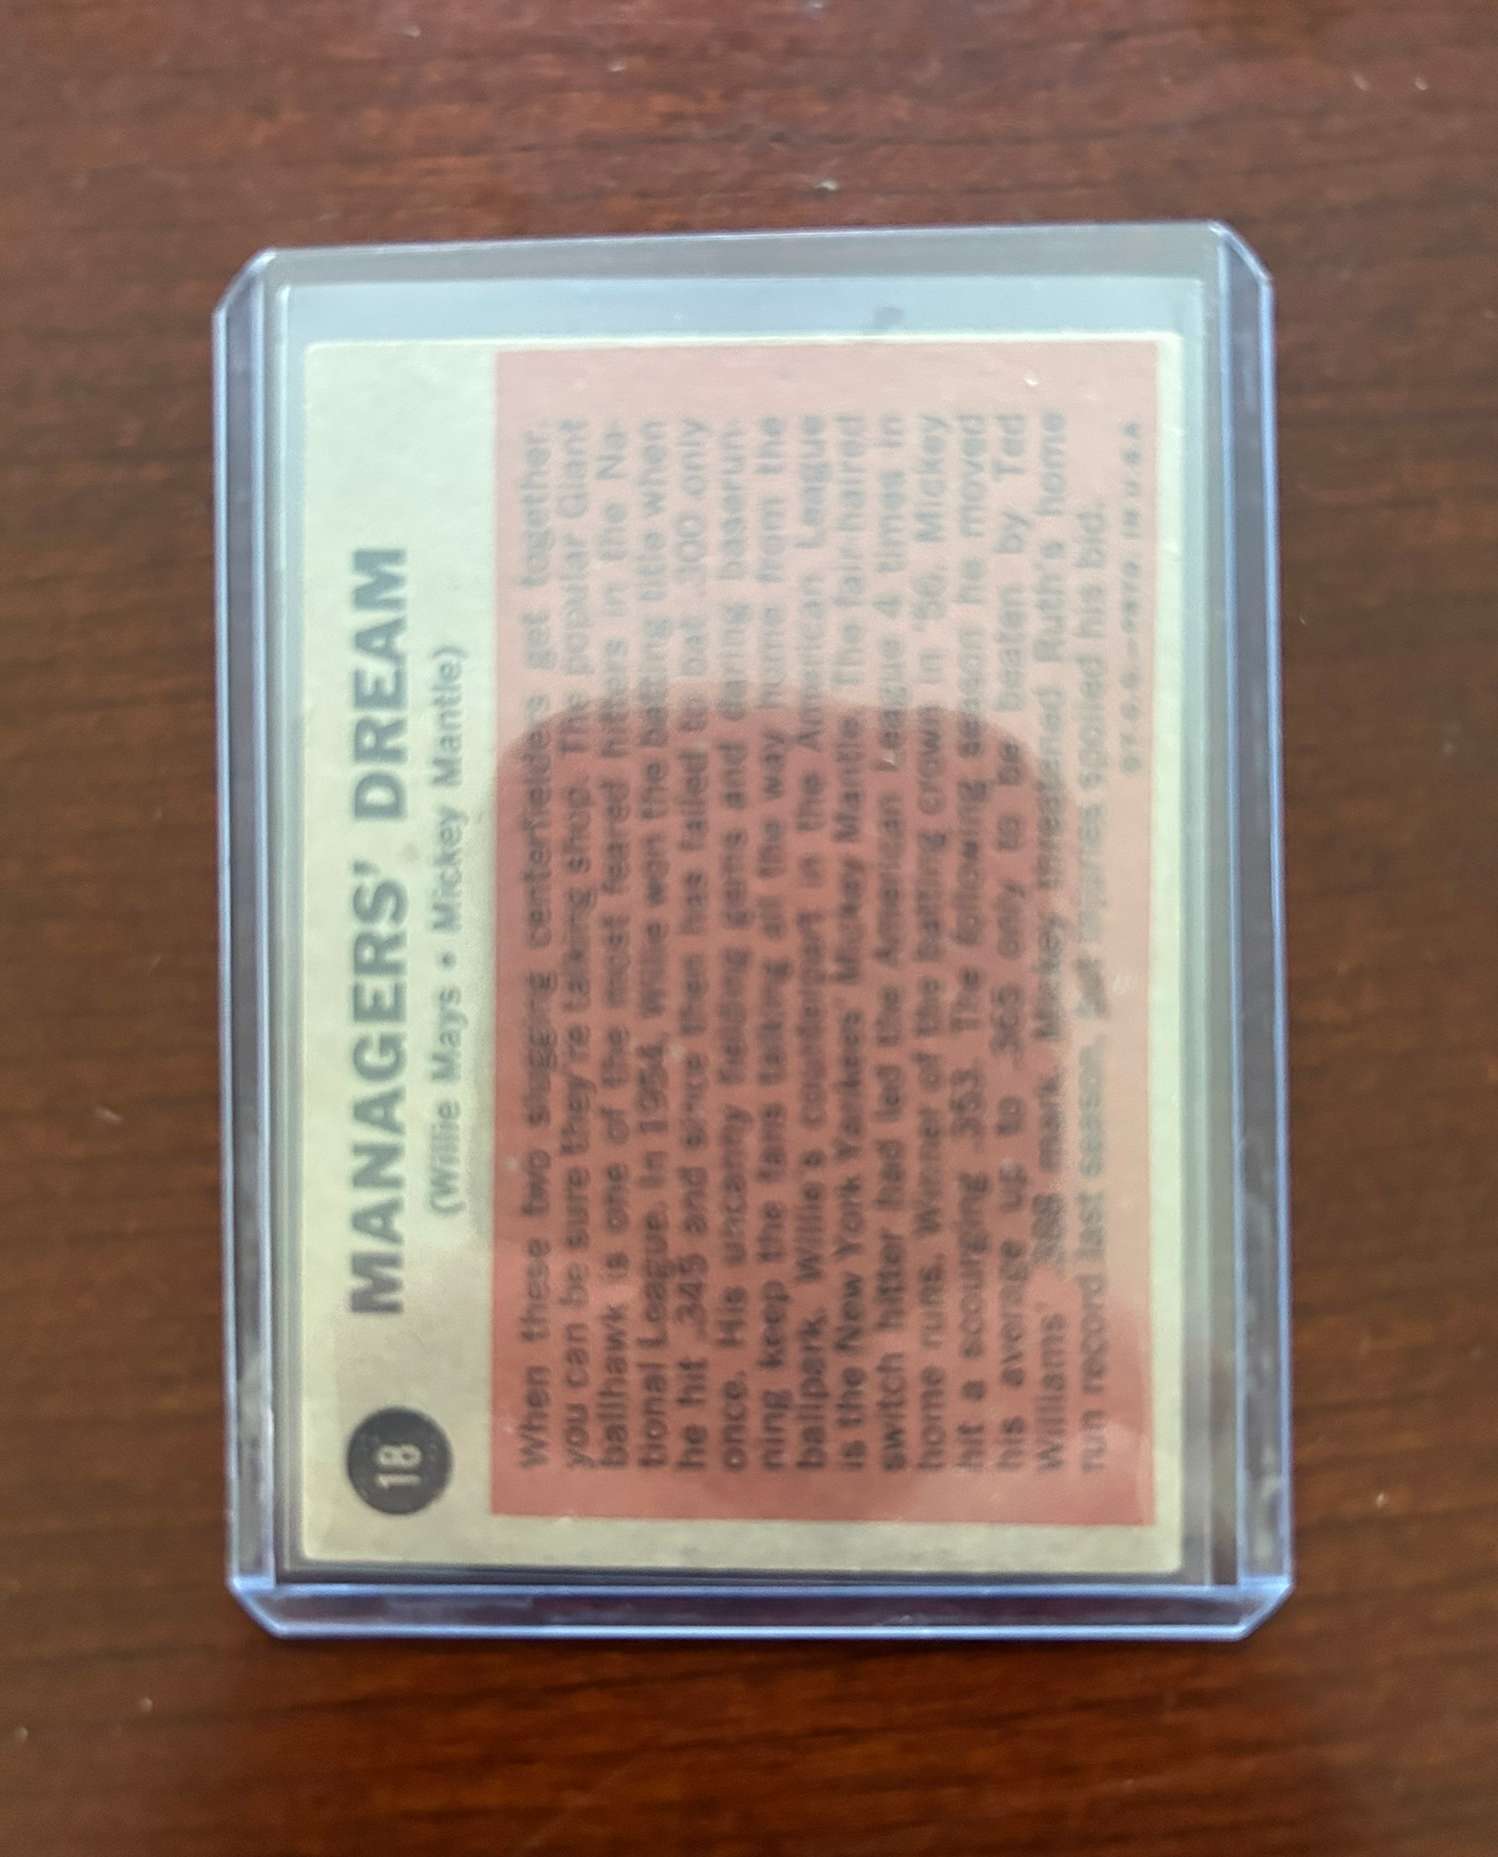 18
MANAGERS' DREAM
(Willie Mays • Mickey Mantle)
When these two slugging centerfielders get together,
you can be sure they're talking shop. The popular Giant
ballhawk is one of the most feared hitters in the Na-
tional League. In 1954, Willie won the batting title when
he hit .345 and since then has failed to bat .300 only
once. His uncanny fielding gems and daring baserun-
ning keep the fans talking all the way home from the
ballpark. Willie's counterpart in the American League
is the New York Yankees' Mickey Mantle. The fair-haired
switch hitter had led the American League 4 times in
home runs. Winner of the batting crown in '56, Mickey
hit a scourging .353. The following season he moved
his average up to .365 only to be beaten by Ted
Williams' .388 mark. Mickey threatened Ruth's home
run record last season, injuries spoiled his bid.
IN U.S.A